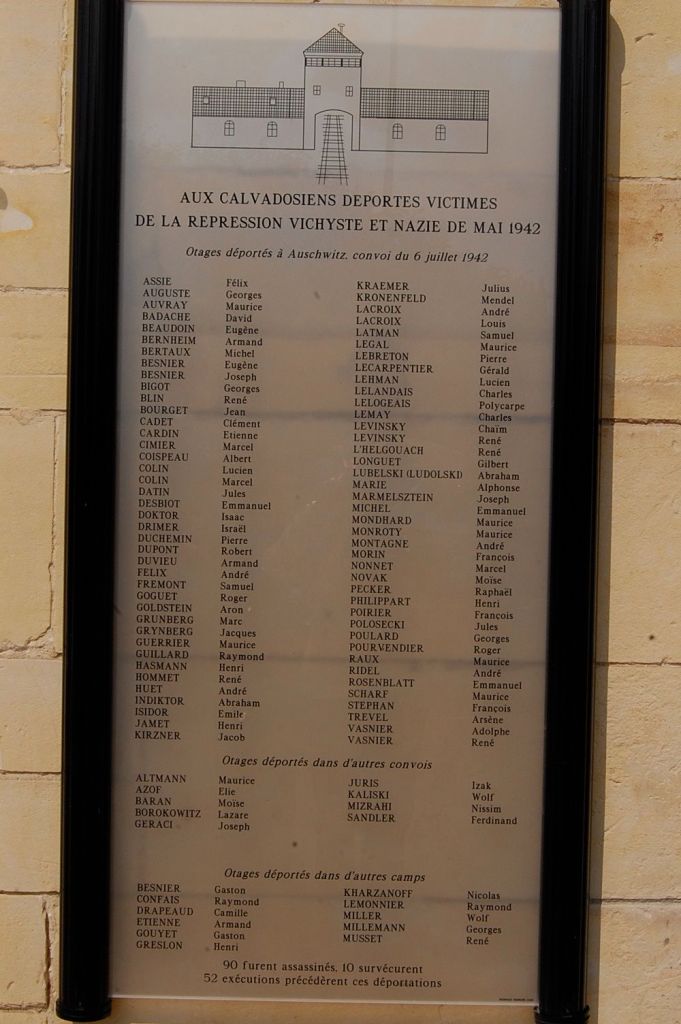 AUX CALVADOSIENS DEPORTES VICTIMES
DE LA REPRESSION VICHYSTE ET NAZIE DE MAI 1942
Otages déportés à Auschwitz, convoi du 6 juillet 1942
ASSIE Félix
AUGUSTE Georges
AUVRAY Maurice
BADACHE David
BEAUDOIN Eugène
BERNHEIM Armand
BERTAUX Michel
BESNIER Eugène
BESNIER Joseph
BIGOT Georges
BLIN René
BOURGET Jean
CADET Clément
CARDIN Etienne
CIMIER Marcel
COISPEAU Albert
COLIN Lucien
COLIN Marcel
DATIN Jules
DESBIOT Emmanuel
DOKTOR Isaac
DRIMER Israël
DUCHEMIN Pierre
DUPONT Robert
DUVIEU Armand
FELIX André
FREMONT Samuel
GOGUET Roger
GOLDSTEIN Aron
GRUNBERG Marc
GRYNBERG Jacques
GUERRIER Maurice
GUILLARD Raymond
HASMANN Henri
HOMMET René
HUET André
INDIKTOR Abraham
ISIDOR Emile
JAMET Henri
KIRZNER Jacob
KRAEMER Julius
KRONENFELD Mendel
LACROIX André
LACROIX Louis
LATMAN Samuel
LEGAL Maurice
LEBRETON Pierre
LECARPENTIER Gérald
LEHMAN Lucien
LELANDAIS Charles
LELOGEAIS Polycarpe
LEMAY Charles
LEVINSKY Chaïm
LEVINSKY René
L'HELGOUACH René
LONGUET Gilbert
LUBELSKI (LUDOLSKI) Abraham
MARIE Alphonse
MARMELSZTEIN Joseph
MICHEL Emmanuel
MONDHARD Maurice
MONROTY Maurice
MONTAGNE André
MORIN François
NONNET Marcel
NOVAK Moïse
PECKER Raphaël
PHILIPPART Henri
POIRIER François
POLOSECKI Jules
POULARD Georges
POURVENDIER Roger
RAUX Maurice
RIDEL André
ROSENBLATT Emmanuel
SCHARF Maurice
STEPHAN François
TREVEL Arsène
VASNIER Adolphe
VASNIER René
Otages déportés dans d'autres convois
ALTMANN Maurice
AZOF Elie
BARAN Moïse
BOROKOWITZ Lazare
GERACI Joseph
JURIS Izak
KALISKI Wolf
MIZRAHI Nissim
SANDLER Ferdinand
Otages déportés dans d'autres camps
BESNIER Gaston
CONFAIS Raymond
DRAPEAUD Camille
ETIENNE Armand
GOUYET Gaston
GRESLON Henri
KHARZANOFF Nicolas
LEMONNIER Raymond
MILLER Wolf
MILLEMANN Georges
MUSSET René
90 furent assassinés, 10 survécurent
52 exécutions précédèrent ces déportations